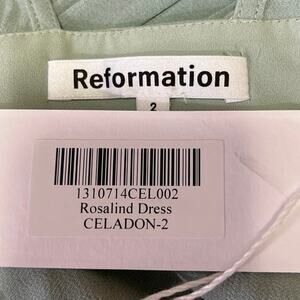 Reformation
2
1310714CEL002
Rosalind Dress
CELADON-2